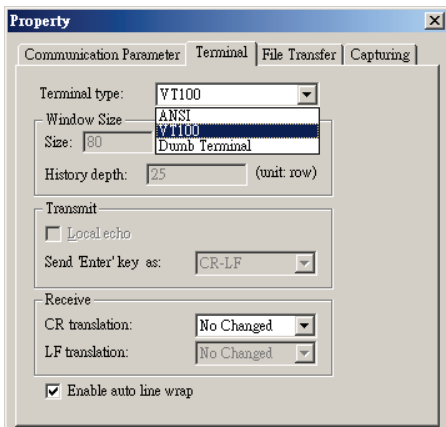 Property
Communication Parameter Terminal File Transfer Capturing
Terminal type: VT100
ANSI
VT100
Dumb Terminal
Window Size
Size: 80
History depth: 25 (unit: row)
Transmit
Local echo
Send 'Enter' key as: CR-LF
Receive
CR translation: No Changed
LF translation: No Changed
Enable auto line wrap